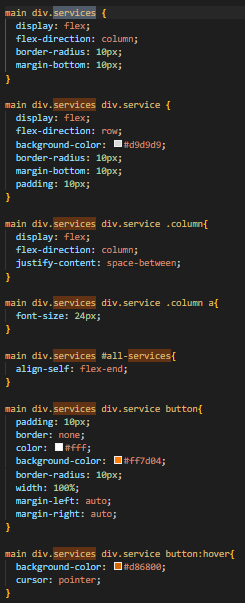 main div.services {
display: flex;
flex-direction: column;
border-radius: 10px;
margin-bottom: 10px;
}
main div.services div.service {
display: flex;
flex-direction: row;
background-color: #d9d9d9;
border-radius: 10px;
margin-bottom: 10px;
padding: 10px;
}
main div.services div.service .column{
display: flex;
flex-direction: column;
justify-content: space-between;
}
main div.services div.service .column a{
font-size: 24px;
}
main div.services #all-services{
align-self: flex-end;
}
main div.services div.service button{
padding: 10px;
border: none;
color: #fff;
background-color: #ff7d04;
border-radius: 10px;
width: 100%;
margin-left: auto;
margin-right: auto;
}
main div.services div.service button:hover{
background-color: #d86800;
cursor: pointer;
}